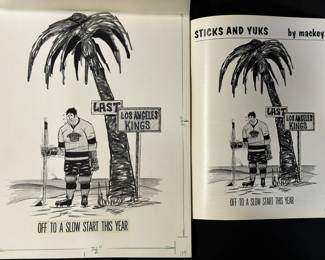 LAST
LOS ANGELES
KINGS
OFF TO A SLOW START THIS YEAR
STICKS AND YUKS by mackey
LAST
LOS ANGELES
KINGS
OFF TO A SLOW START THIS YEAR